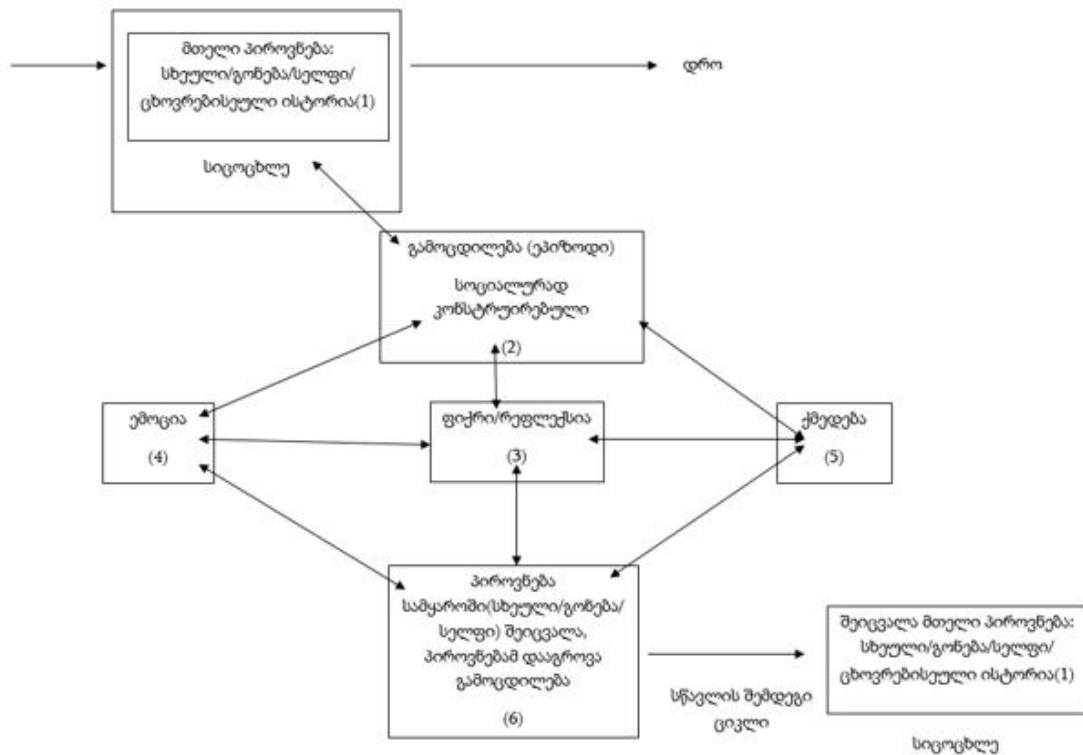 მთელი პიროვნება:
სხეული/გონება/სელფი/
ცხოვრებისეული ისტორია(1)
დრო
სიცოცხლე
გამოცდილება (ეპიზოდი)
სოციალურად
კონსტრუირებული
(2)
ემოცია
(4)
ფიქრი/რეფლექსია
(3)
ქმედება
(5)
პიროვნება
სამყაროში(სხეული/გონება/
სელფი) შეიცვალა,
პიროვნებამ დააგროვა
გამოცდილება
(6)
სწავლის შემდეგი
ციკლი
შეიცვალა მთელი პიროვნება:
სხეული/გონება/სელფი/
ცხოვრებისეული ისტორია(1)
სიცოცხლე